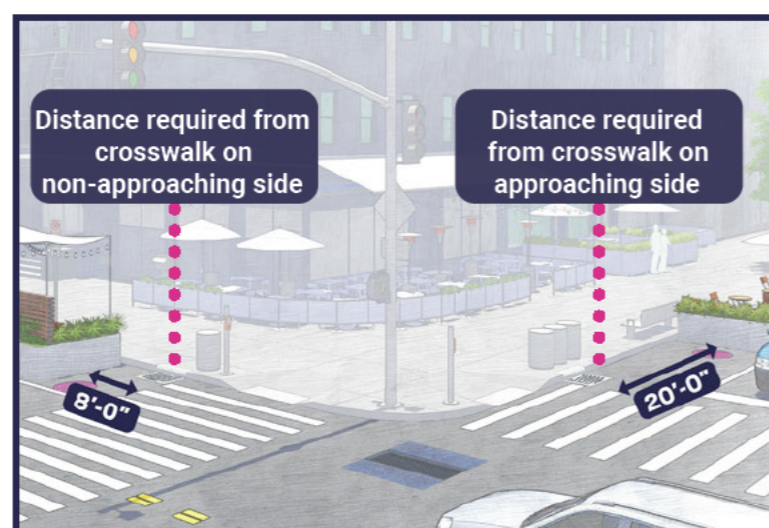 Distance required from
crosswalk on
non-approaching side
Distance required
from crosswalk on
approaching side
8'-0"
20'-0"